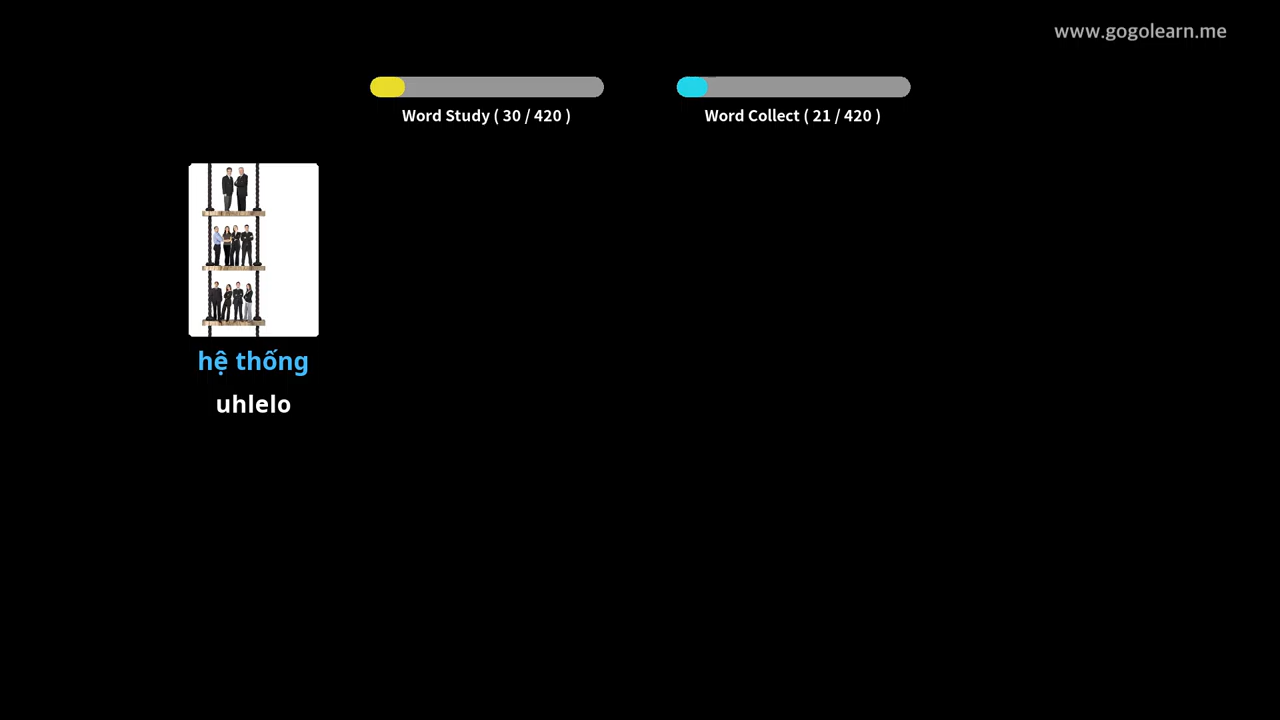 www.gogolearn.me
Word Study ( 30 / 420 )
Word Collect ( 21 / 420 )
hệ thống
uhlelo